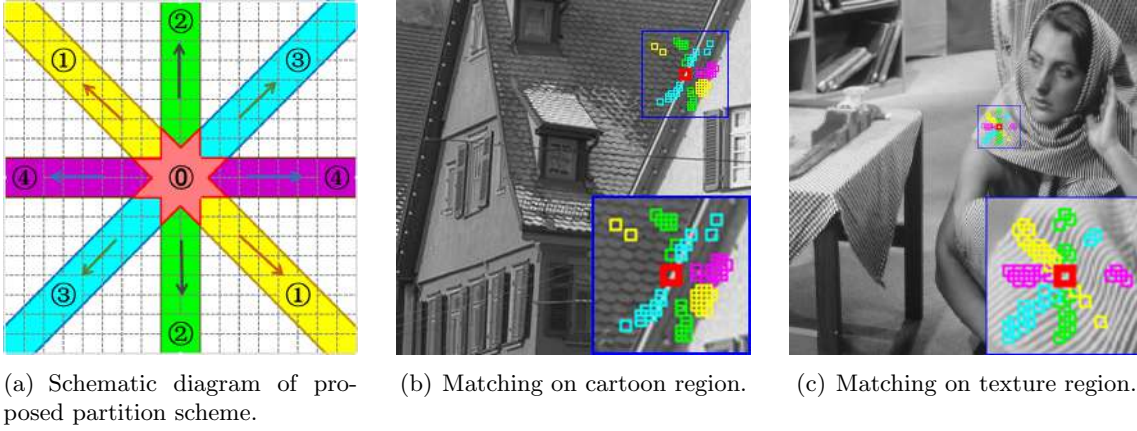 ②
① ③
④ ⓪ ④
③ ①
②
(a) Schematic diagram of pro-
posed partition scheme.
(b) Matching on cartoon region.
(c) Matching on texture region.